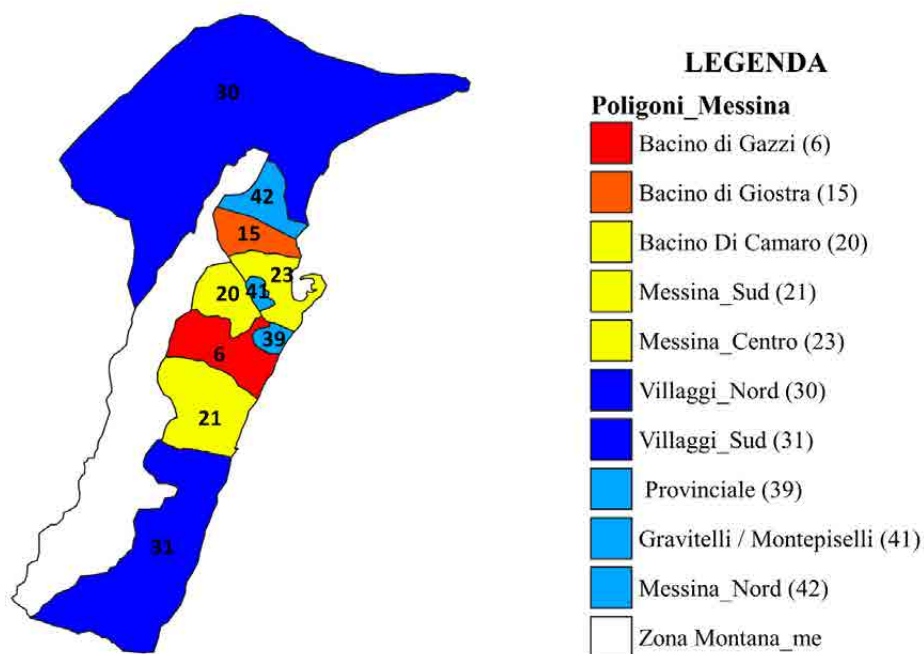 30
42
15
23
41
20
39
6
21
31
LEGENDA
Poligoni_Messina
Bacino di Gazzi (6)
Bacino di Giostra (15)
Bacino Di Camaro (20)
Messina_Sud (21)
Messina_Centro (23)
Villaggi_Nord (30)
Villaggi_Sud (31)
Provinciale (39)
Gravitelli / Montepiselli (41)
Messina_Nord (42)
Zona Montana_me